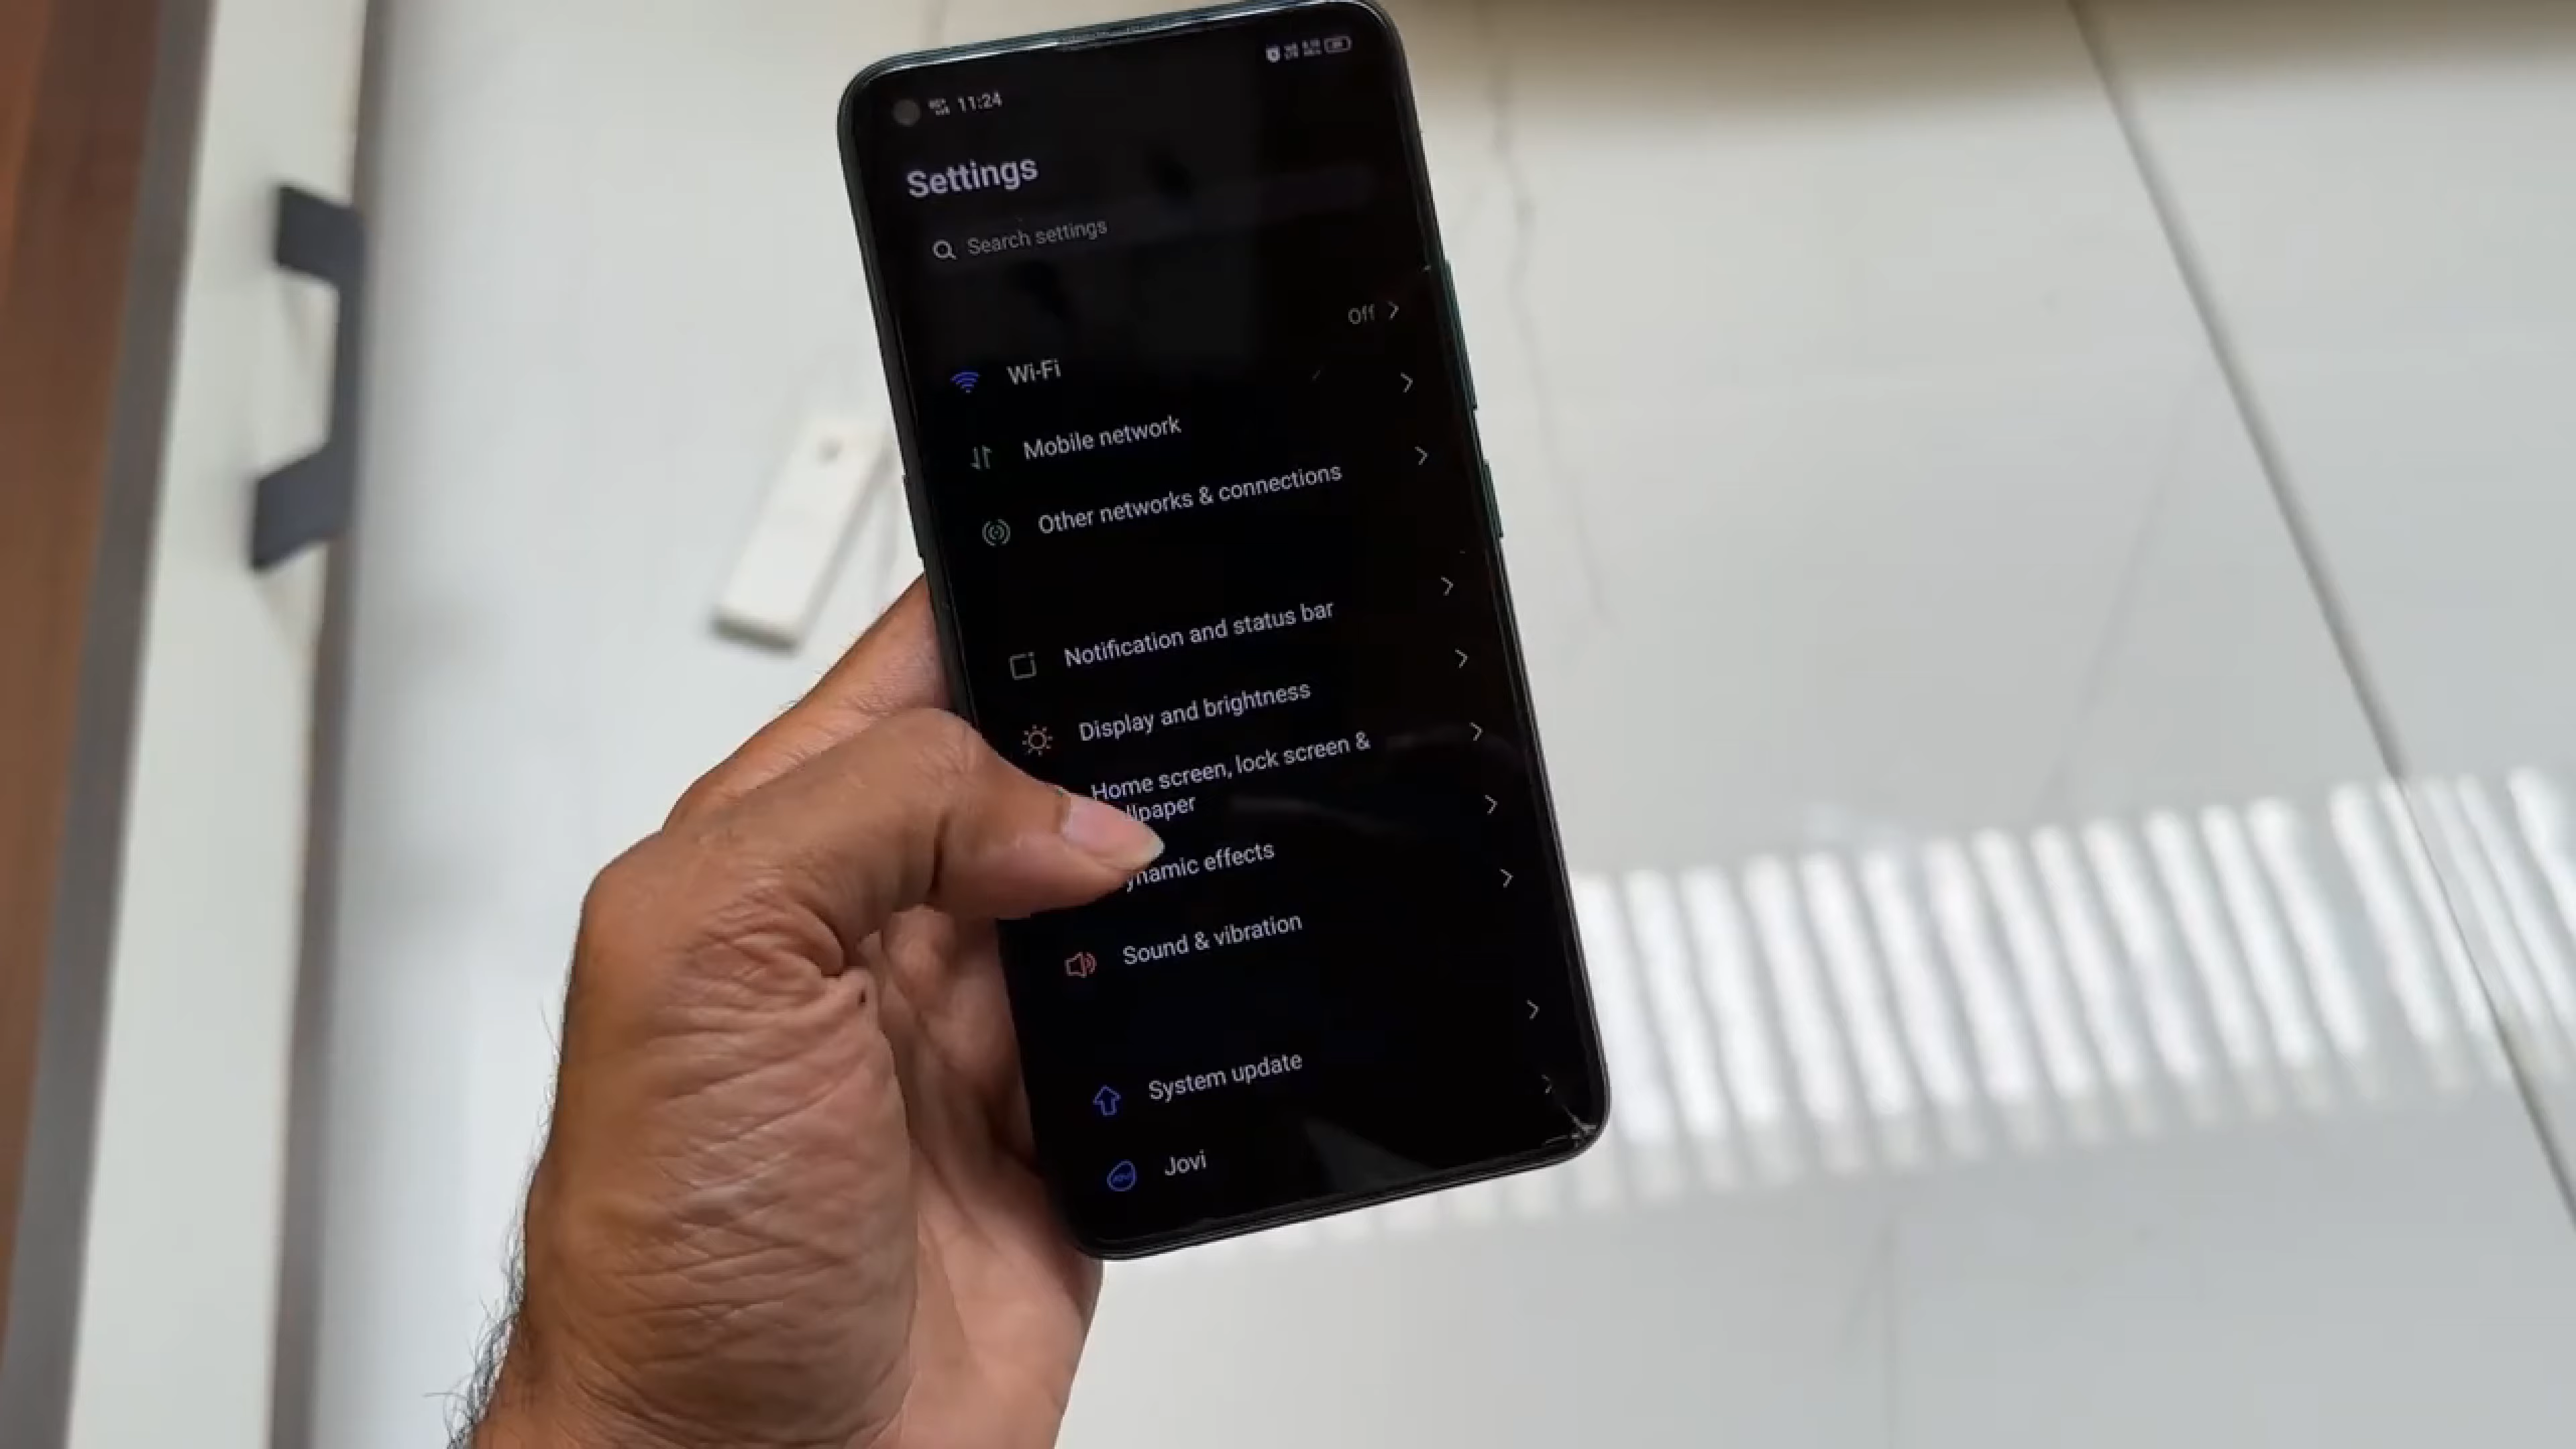 11:24
Settings
Search settings
Off
Wi-Fi
Mobile network
Other networks & connections
Notification and status bar
Display and brightness
Home screen, lock screen &
llpaper
ynamic effects
Sound & vibration
System update
Jovi